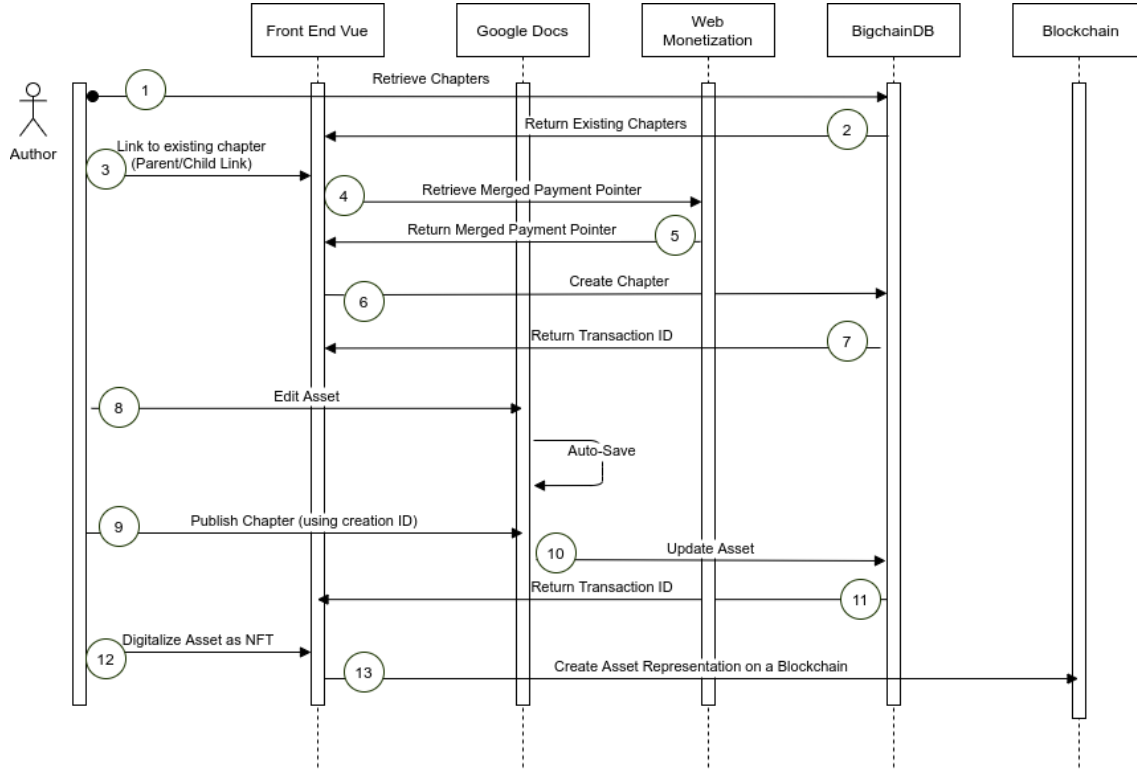 Front End Vue
Google Docs
Web
Monetization
BigchainDB
Blockchain
Author
1
Retrieve Chapters
Return Existing Chapters
2
Link to existing chapter
(Parent/Child Link)
3
4
Retrieve Merged Payment Pointer
Return Merged Payment Pointer
5
Create Chapter
6
Return Transaction ID
7
8
Edit Asset
Auto-Save
9
Publish Chapter (using creation ID)
10
Update Asset
Return Transaction ID
11
Digitalize Asset as NFT
12
13
Create Asset Representation on a Blockchain